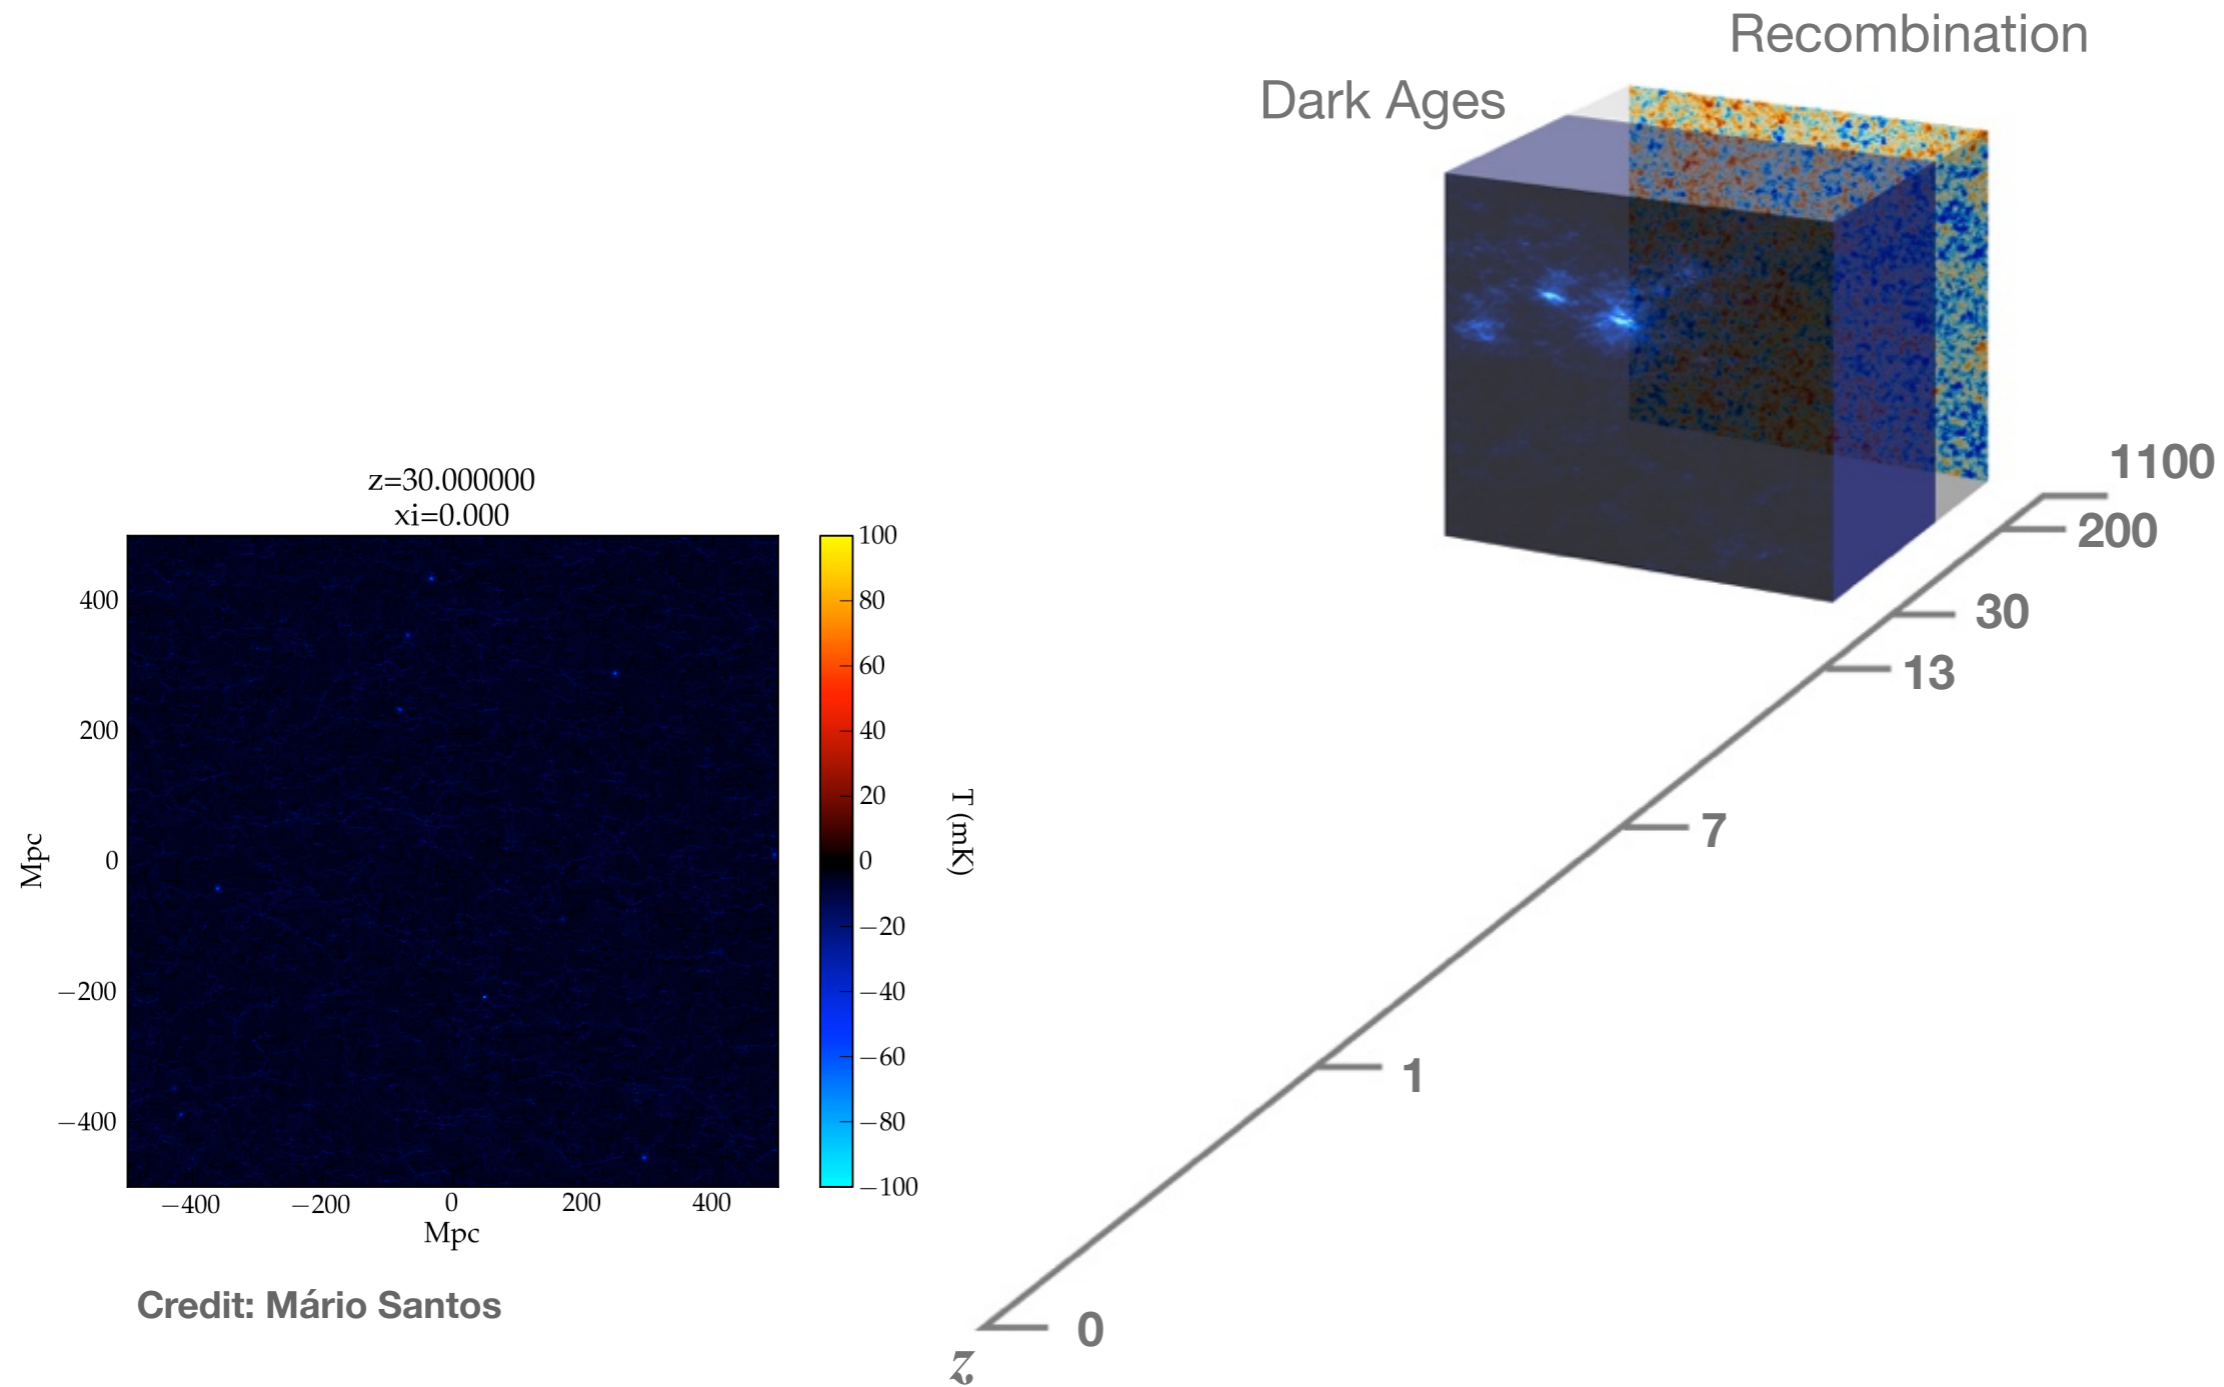 Recombination
Dark Ages
1100
200
30
13
7
1
0
z
z=30.000000
xi=0.000
400
200
0
−200
−400
Mpc
−400 −200 0 200 400
Mpc
100
80
60
40
20
0
−20
−40
−60
−80
−100
T (mK)
Credit: Mário Santos